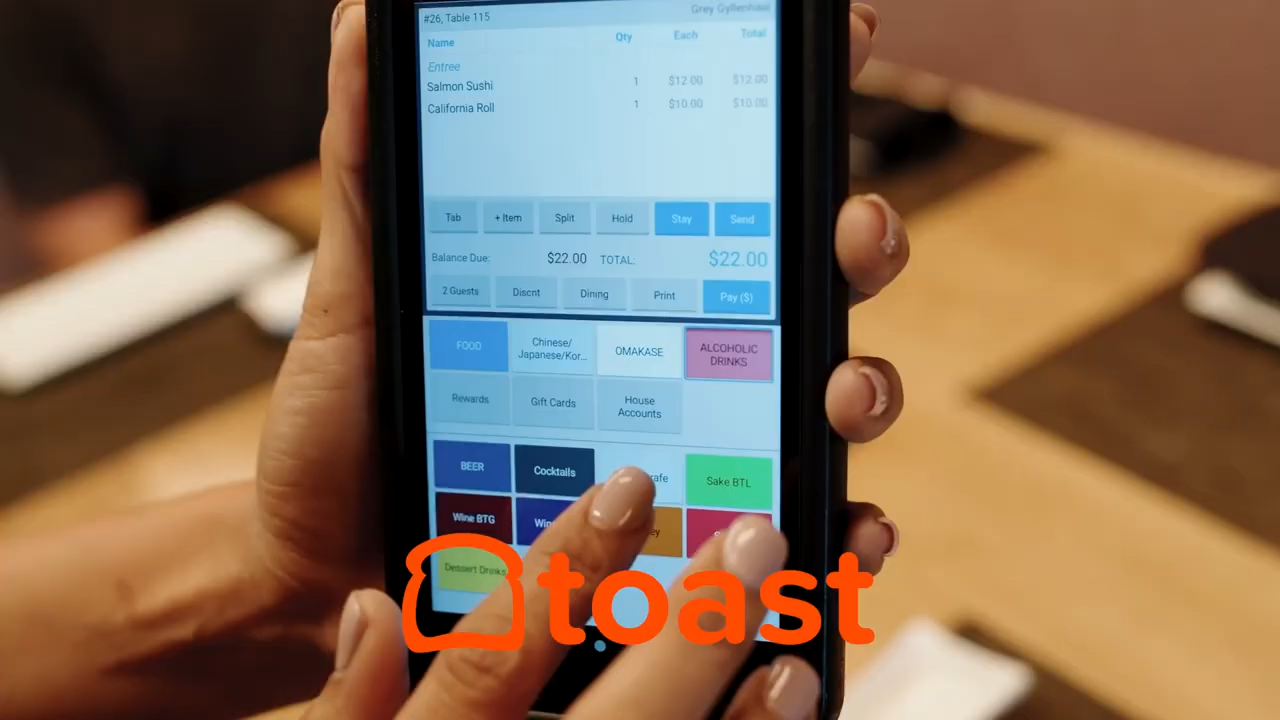 #26, Table 115 Grey Gyllenhaal
Name Qty Each Total
Entree
Salmon Sushi 1 $12.00 $12.00
California Roll 1 $10.00 $10.00
Tab + Item Split Hold Stay Send
Balance Due: $22.00 TOTAL: $22.00
2 Guests Discnt Dining Print Pay ($)
FOOD Chinese/ Japanese/Kor... OMAKASE ALCOHOLIC DRINKS
Rewards Gift Cards House Accounts
BEER Cocktails Sake BTL
Wine BTG
Dessert Drinks
toast